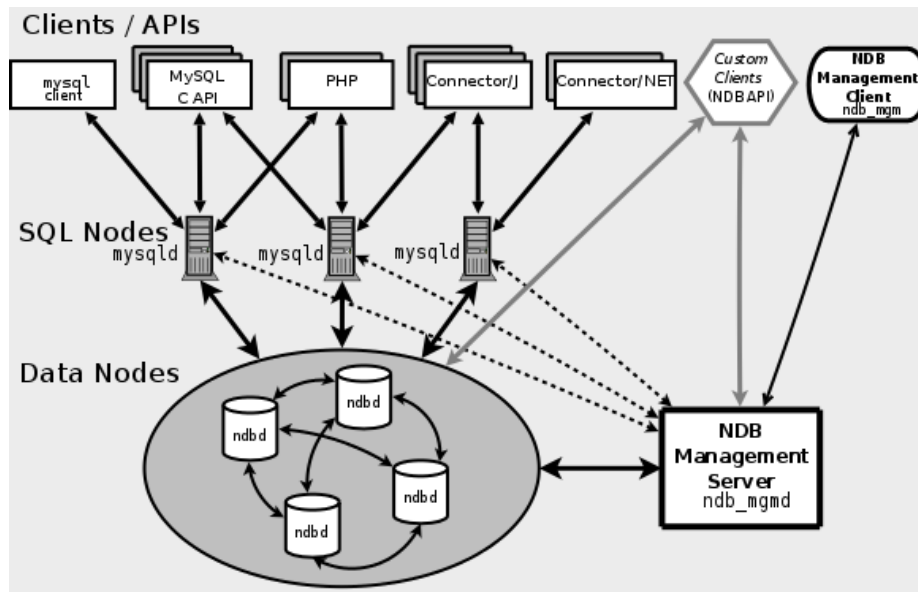 Clients / APIs
mysql
client
MySQL
C API
PHP
Connector/J
Connector/NET
Custom
Clients
(NDBAPI)
NDB
Management
Client
ndb_mgm
SQL Nodes
mysqld
mysqld
mysqld
Data Nodes
ndbd
ndbd
ndbd
ndbd
NDB
Management
Server
ndb_mgmd